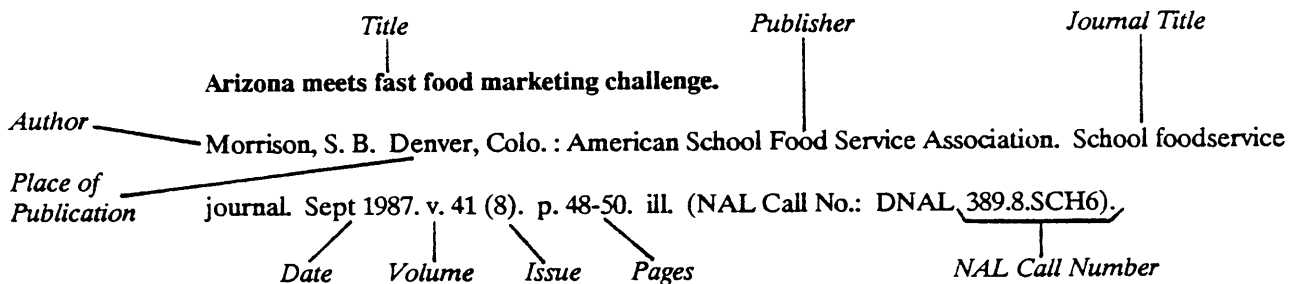 Title Publisher Journal Title
Arizona meets fast food marketing challenge.
Author
Morrison, S. B. Denver, Colo. : American School Food Service Association. School foodservice
Place of
Publication
journal. Sept 1987. v. 41 (8). p. 48-50. ill. (NAL Call No.: DNAL 389.8.SCH6).
Date Volume Issue Pages NAL Call Number